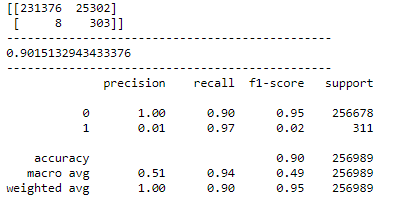 [[231376 25302]
[ 8 303]]
-----------------------------------------------
0.9015132943433376
-----------------------------------------------
precision recall f1-score support
0 1.00 0.90 0.95 256678
1 0.01 0.97 0.02 311
accuracy 0.90 256989
macro avg 0.51 0.94 0.49 256989
weighted avg 1.00 0.90 0.95 256989